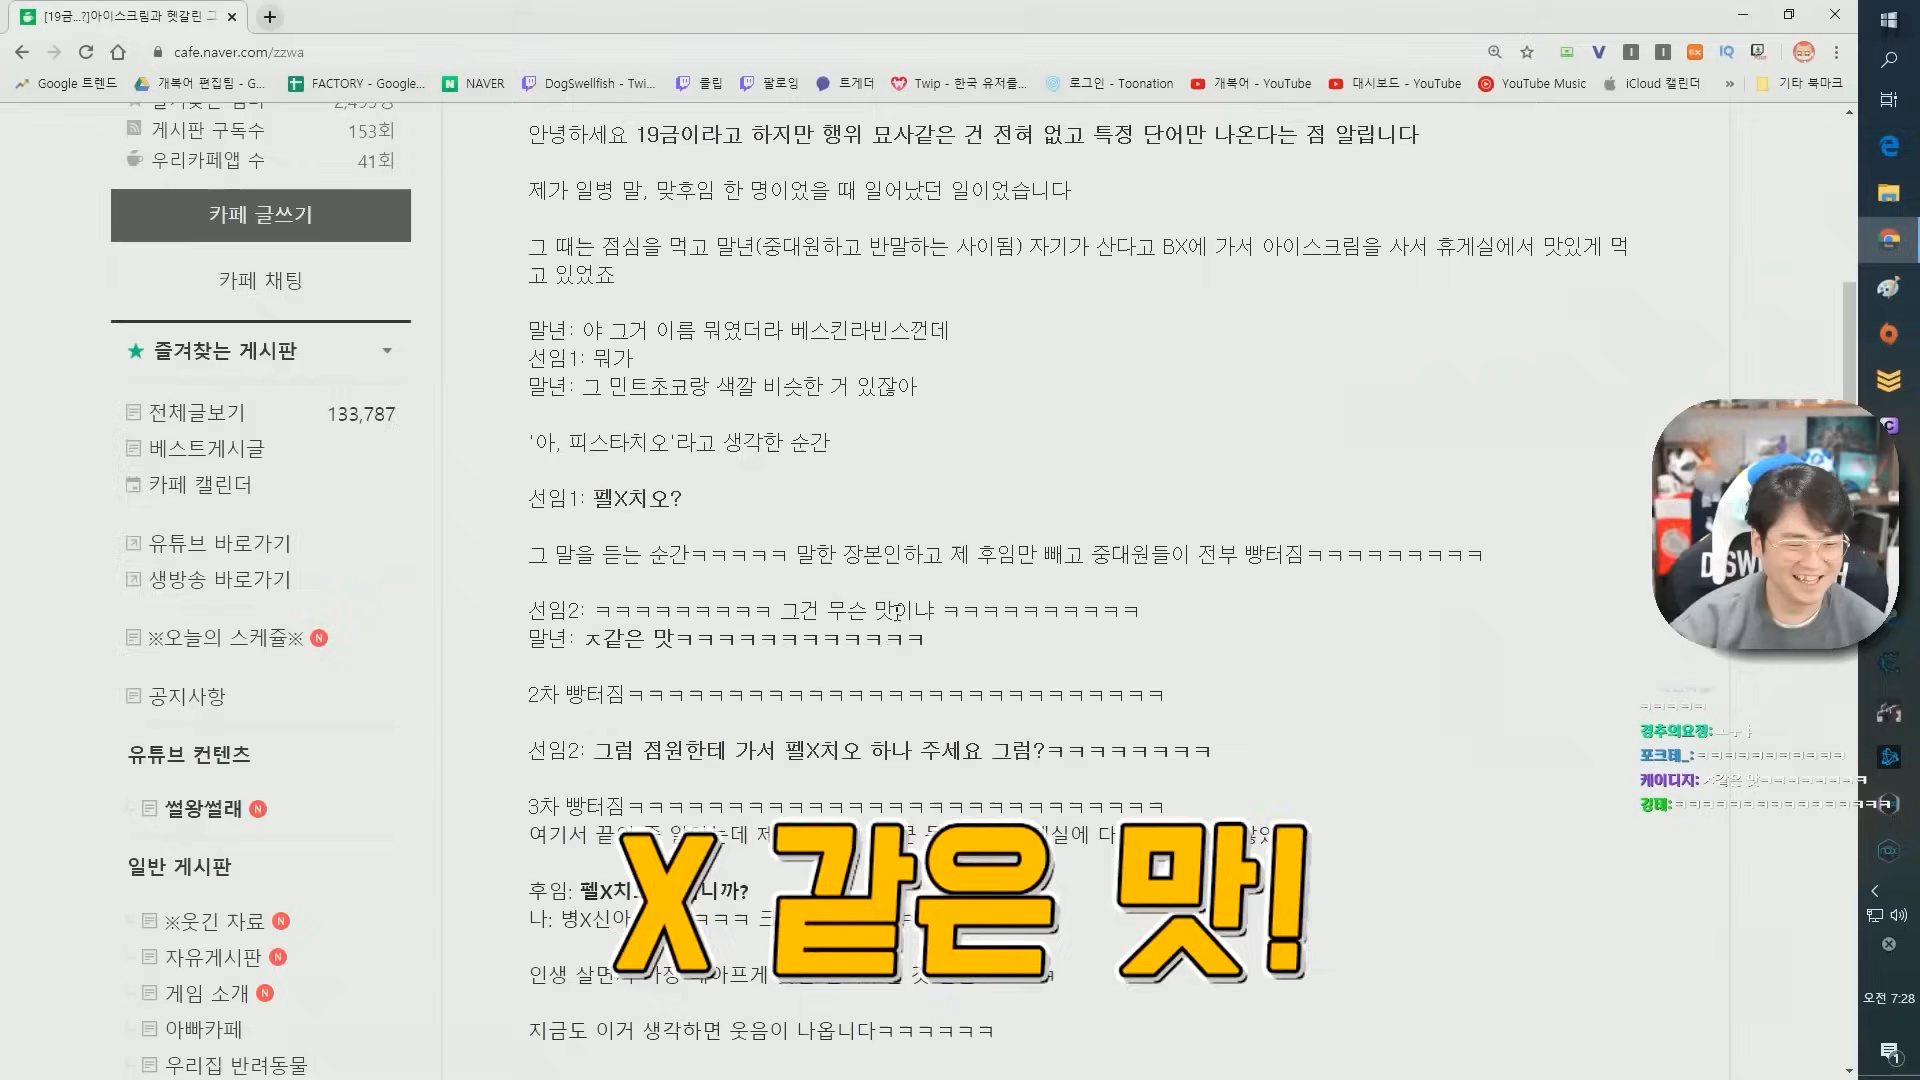 [19금...?]아이스크림과 헷갈린 그
cafe.naver.com/zzwa
Google 트렌드
개복어 편집팀 - G...
FACTORY - Google...
NAVER
DogSwellfish - Twi...
클립
팔로잉
트게더
Twip - 한국 유저를...
로그인 - Toonation
개복어 - YouTube
대시보드 - YouTube
YouTube Music
iCloud 캘린더
»
기타 북마크
게시판 구독수 153회
우리카페앱 수 41회
카페 글쓰기
카페 채팅
즐겨찾는 게시판
전체글보기 133,787
베스트게시글
카페 캘린더
유튜브 바로가기
생방송 바로가기
※오늘의 스케쥴※ N
공지사항
유튜브 컨텐츠
썰왕썰래 N
일반 게시판
※웃긴 자료 N
자유게시판 N
게임 소개 N
아빠카페
우리집 반려동물
안녕하세요 19금이라고 하지만 행위 묘사같은 건 전혀 없고 특정 단어만 나온다는 점 알립니다
제가 일병 말, 맞후임 한 명이었을 때 일어났던 일이었습니다
그 때는 점심을 먹고 말년(중대원하고 반말하는 사이됨) 자기가 산다고 BX에 가서 아이스크림을 사서 휴게실에서 맛있게 먹
고 있었죠
말년: 야 그거 이름 뭐였더라 베스킨라빈스껀데
선임1: 뭐가
말년: 그 민트초코랑 색깔 비슷한 거 있잖아
'아, 피스타치오'라고 생각한 순간
선임1: 펠X치오?
그 말을 듣는 순간ㅋㅋㅋㅋㅋ 말한 장본인하고 제 후임만 빼고 중대원들이 전부 빵터짐ㅋㅋㅋㅋㅋㅋㅋㅋㅋ
선임2: ㅋㅋㅋㅋㅋㅋㅋㅋㅋ 그건 무슨 맛이냐 ㅋㅋㅋㅋㅋㅋㅋㅋㅋㅋ
말년: ㅈ같은 맛ㅋㅋㅋㅋㅋㅋㅋㅋㅋㅋㅋㅋ
2차 빵터짐ㅋㅋㅋㅋㅋㅋㅋㅋㅋㅋㅋㅋㅋㅋㅋㅋㅋㅋㅋㅋㅋㅋㅋㅋㅋㅋ
선임2: 그럼 점원한테 가서 펠X치오 하나 주세요 그럼?ㅋㅋㅋㅋㅋㅋㅋㅋ
3차 빵터짐ㅋㅋㅋㅋㅋㅋㅋㅋㅋㅋㅋㅋㅋㅋㅋㅋㅋㅋㅋㅋㅋㅋㅋㅋㅋㅋ
여기서
후임: 펠X치
나: 병X신아
인생
지금도 이거 생각하면 웃음이 나옵니다ㅋㅋㅋㅋㅋㅋ
X 같은 맛!
ㅋㅋㅋㅋㅋ
경추의요정:
포크테_:ㅋㅋㅋㅋㅋㅋㅋㅋㅋㅋㅋ
케이디지: ㅈ같은 맛ㅋㅋㅋㅋㅋㅋㅋㅋ
깅태:ㅋㅋㅋㅋㅋㅋㅋㅋㅋㅋㅋㅋㅋㅋㅋㅋ
오전 7:28